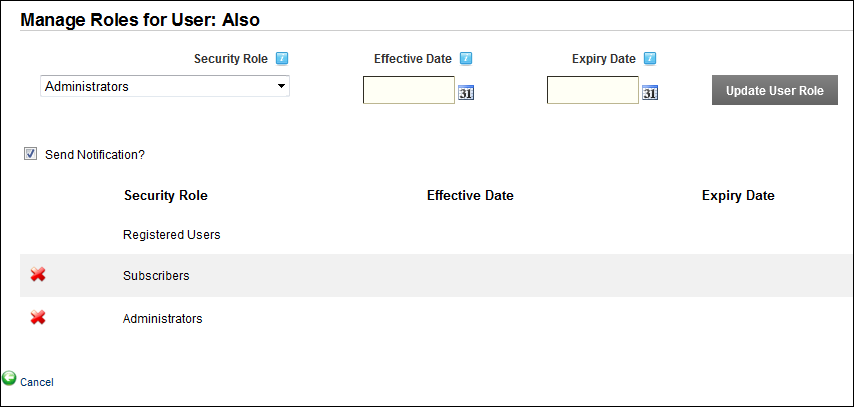 Manage Roles for User: Also
Security Role i Effective Date i Expiry Date i
Administrators 31 31 Update User Role
Send Notification?
Security Role Effective Date Expiry Date
Registered Users
Subscribers
Administrators
Cancel